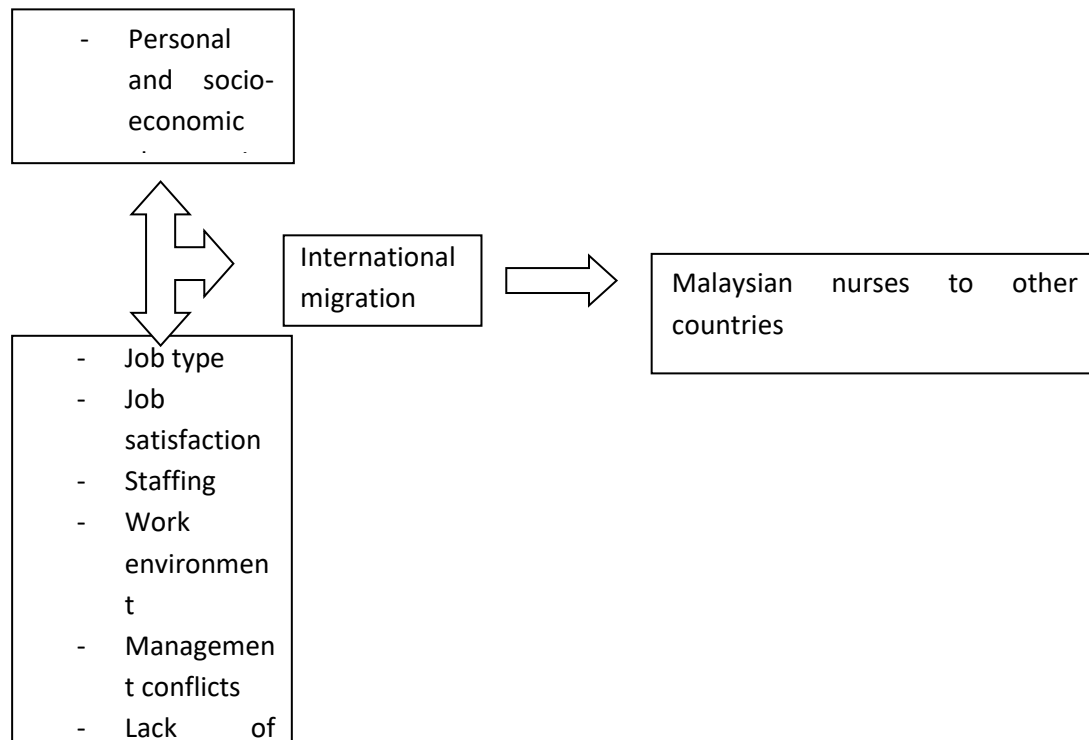 - Personal
and socio-
economic
International
migration
Malaysian nurses to other
countries
- Job type
- Job
satisfaction
- Staffing
- Work
environmen
t
- Managemen
t conflicts
- Lack of